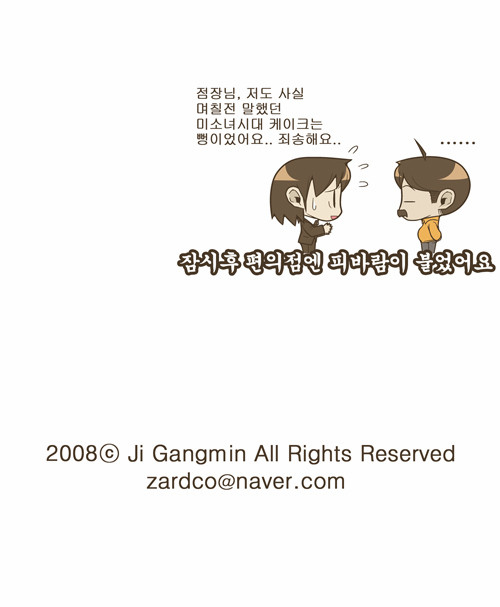 점장님, 저도 사실
며칠전 말했던
미소녀시대 케이크는
뻥이었어요.. 죄송해요..
......
잠시후 편의점엔 피바람이 불었어요
2008ⓒ Ji Gangmin All Rights Reserved
zardco@naver.com